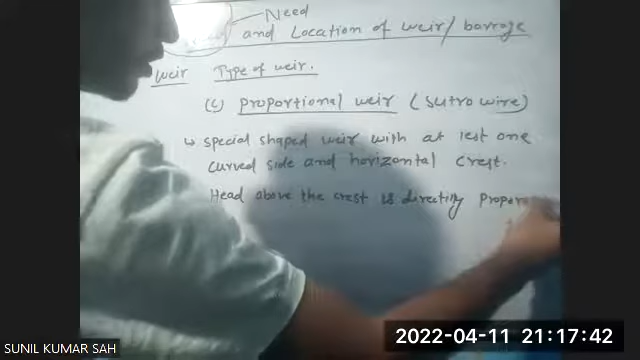 Need
and Location of weir/barrage
Weir Type of weir.
(c) proportional weir (sutro wire)
↳ special shaped weir with at lest one
curved side and horizontal crest.
Head above the crest is directly
2022-04-11 21:17:42
SUNIL KUMAR SAH